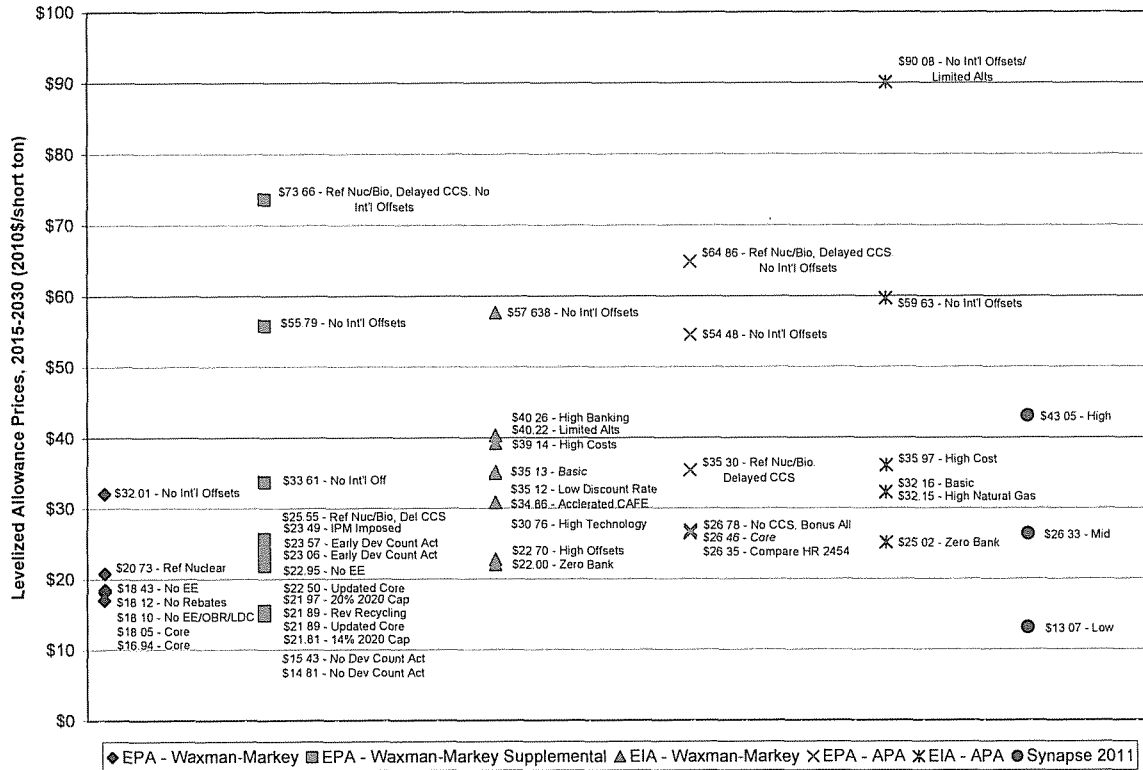 Levelized Allowance Prices, 2015-2030 (2010$/short ton)
$100
$90
$80
$70
$60
$50
$40
$30
$20
$10
$0
$32.01 - No Int'l Offsets
$20 73 - Ref Nuclear
$18 43 - No EE
$18 12 - No Rebates
$18 10 - No EE/OBR/LDC
$18 05 - Core
$16.94 - Core
$73 66 - Ref Nuc/Bio, Delayed CCS. No
Int'l Offsets
$55.79 - No Int'l Offsets
$33 61 - No Int'l Off
$25.55 - Ref Nuc/Bio, Del CCS
$23 49 - IPM Imposed
$23 57 - Early Dev Count Act
$23 06 - Early Dev Count Act
$22.95 - No EE
$22 50 - Updated Core
$21 97 - 20% 2020 Cap
$21 89 - Rev Recycling
$21 89 - Updated Core
$21.81 - 14% 2020 Cap
$15 43 - No Dev Count Act
$14 81 - No Dev Count Act
$57 638 - No Int'l Offsets
$40 26 - High Banking
$40.22 - Limited Alts
$39 14 - High Costs
$35 13 - Basic
$35 12 - Low Discount Rate
$34.86 - Acclerated CAFE
$30 76 - High Technology
$22 70 - High Offsets
$22.00 - Zero Bank
$64 86 - Ref Nuc/Bio, Delayed CCS
No Int'l Offsets
$54 48 - No Int'l Offsets
$35 30 - Ref Nuc/Bio.
Delayed CCS
$26 78 - No CCS, Bonus All
$26 46 - Core
$26 35 - Compare HR 2454
$90 08 - No Int'l Offsets/
Limited Alts
$59 63 - No Int'l Offsets
$35 97 - High Cost
$32 16 - Basic
$32.15 - High Natural Gas
$25 02 - Zero Bank
$43 05 - High
$26 33 - Mid
$13 07 - Low
EPA - Waxman-Markey EPA - Waxman-Markey Supplemental EIA - Waxman-Markey EPA - APA EIA - APA Synapse 2011